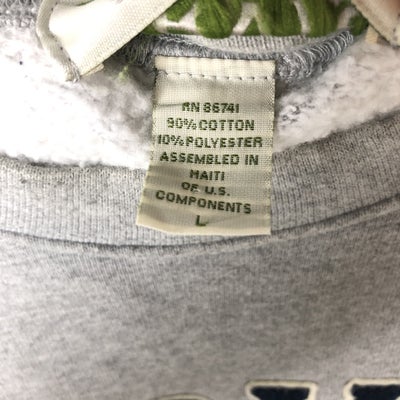 RN 86741
90% COTTON
10% POLYESTER
ASSEMBLED IN
HAITI
OF U.S.
COMPONENTS
L